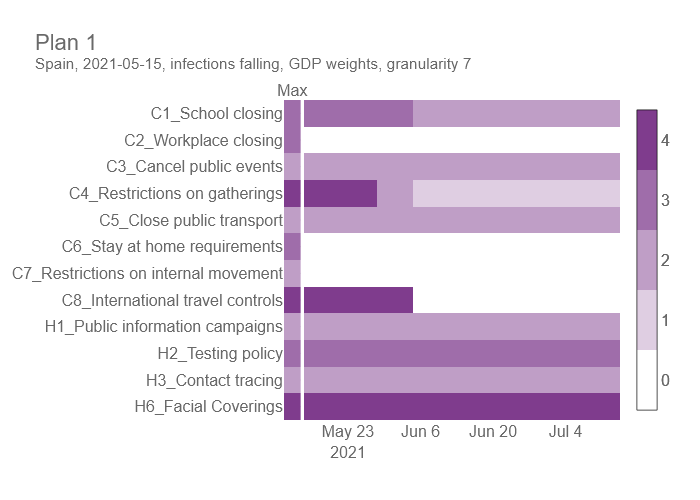 Plan 1
Spain, 2021-05-15, infections falling, GDP weights, granularity 7
Max
C1_School closing
C2_Workplace closing
C3_Cancel public events
C4_Restrictions on gatherings
C5_Close public transport
C6_Stay at home requirements
C7_Restrictions on internal movement
C8_International travel controls
H1_Public information campaigns
H2_Testing policy
H3_Contact tracing
H6_Facial Coverings
May 23 Jun 6 Jun 20 Jul 4
2021
4
3
2
1
0